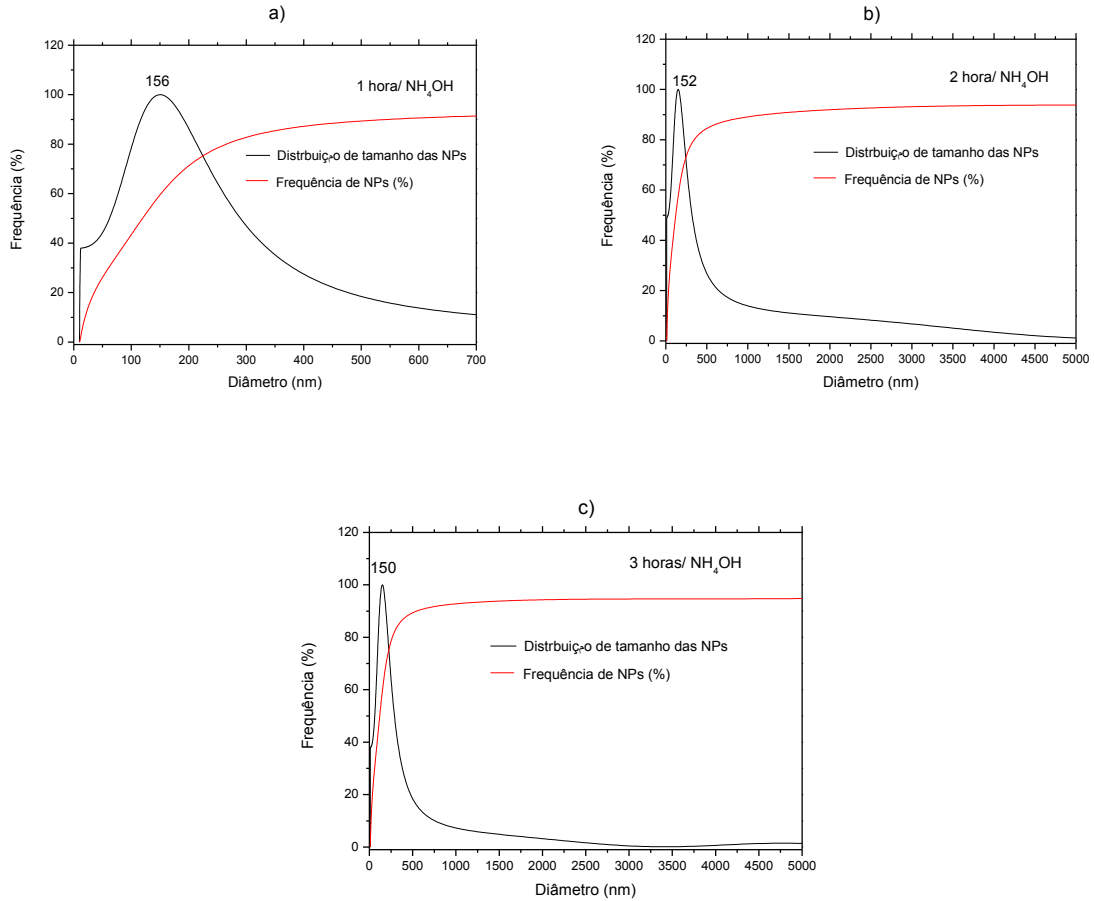 a)
120
100
80
60
40
20
0
Frequência (%)
156
1 hora/ NH₄OH
Distrbuiç╒o de tamanho das NPs
Frequência de NPs (%)
0 100 200 300 400 500 600 700
Diâmetro (nm)
b)
120
100
80
60
40
20
0
Frequência (%)
152
2 hora/ NH₄OH
Distrbuiç╒o de tamanho das NPs
Frequência de NPs (%)
0 500 1000 1500 2000 2500 3000 3500 4000 4500 5000
Diâmetro (nm)
c)
120
100
80
60
40
20
0
Frequência (%)
150
3 horas/ NH₄OH
Distrbuiç╒o de tamanho das NPs
Frequência de NPs (%)
0 500 1000 1500 2000 2500 3000 3500 4000 4500 5000
Diâmetro (nm)